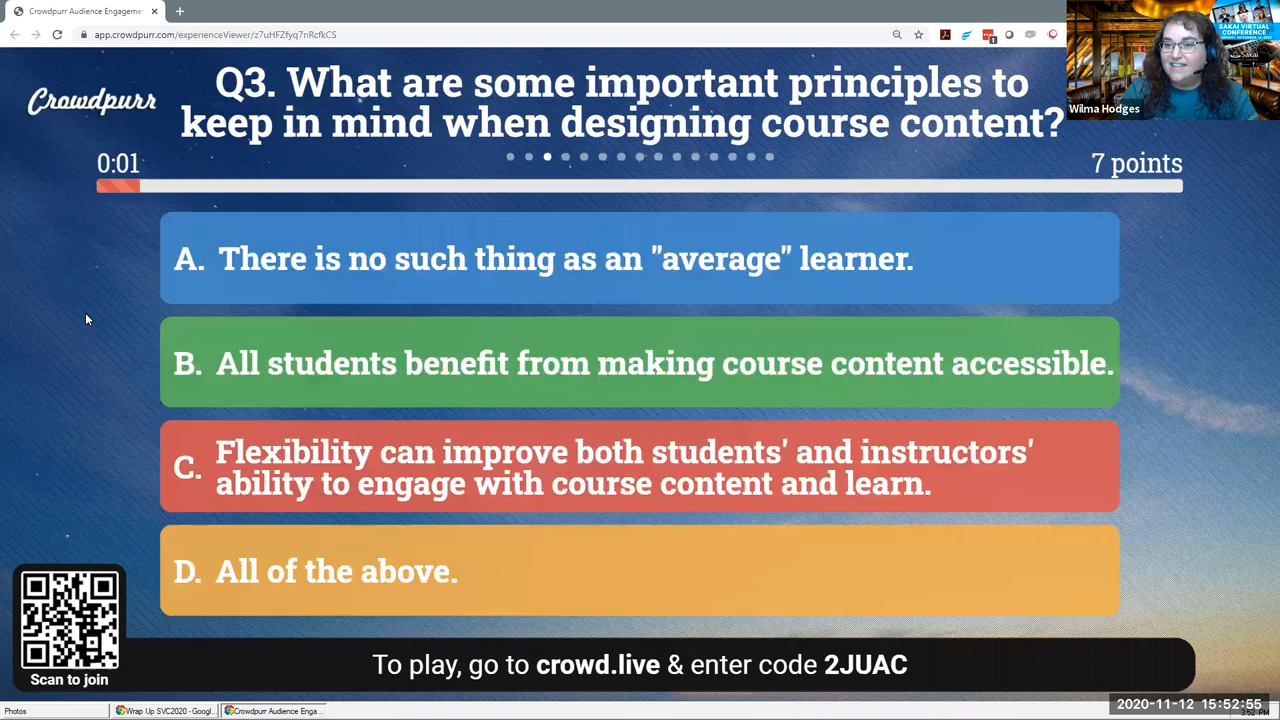 Crowdpurr Audience Engageme
app.crowdpurr.com/experienceViewer/z7uHFZfyq7nRcfkCS
SAKAI VIRTUAL
CONFERENCE
Wilma Hodges
Crowdpurr
Q3. What are some important principles to
keep in mind when designing course content?
0:01
7 points
A. There is no such thing as an "average" learner.
B. All students benefit from making course content accessible.
C. Flexibility can improve both students' and instructors'
ability to engage with course content and learn.
D. All of the above.
Scan to join
To play, go to crowd.live & enter code 2JUAC
Photos
Wrap Up SVC2020 - Googl...
Crowdpurr Audience Enga...
2020-11-12 15:52:55